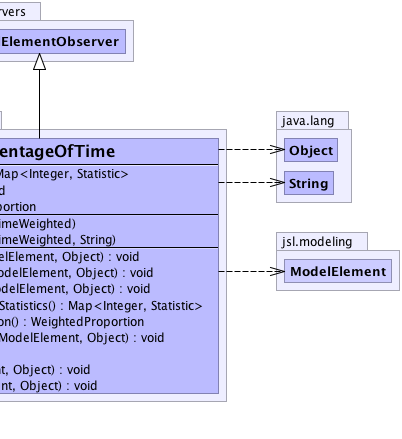 rvers
ElementObserver
java.lang
Object
String
entageOfTime
Map<Integer, Statistic>
d
portion
imeWeighted)
imeWeighted, String)
elElement, Object) : void
odelElement, Object) : void
delElement, Object) : void
Statistics() : Map<Integer, Statistic>
on() : WeightedProportion
ModelElement, Object) : void
nt, Object) : void
ent, Object) : void
jsl.modeling
ModelElement